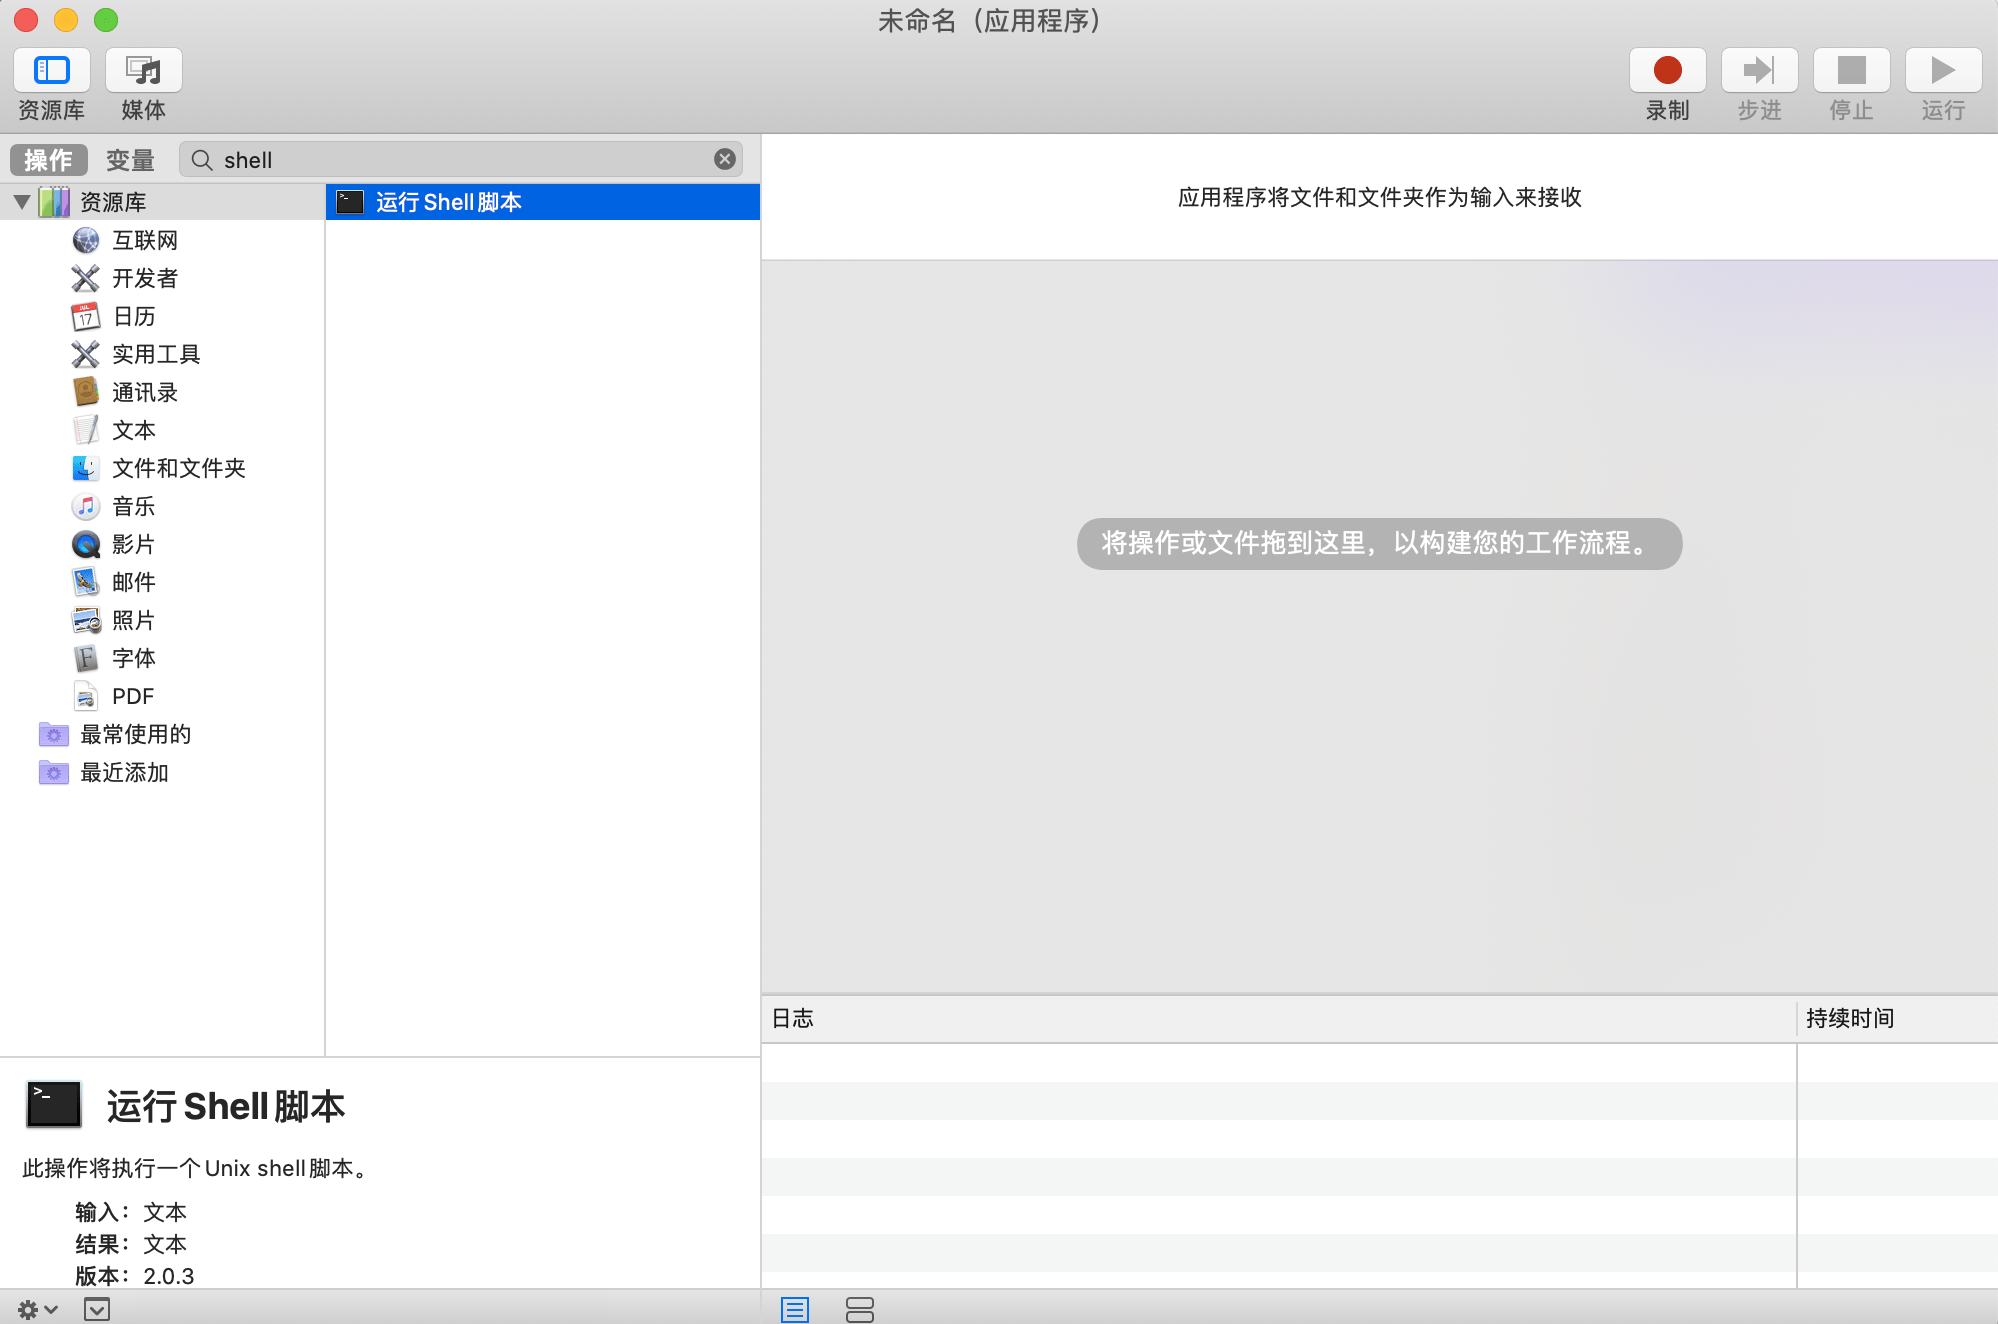 未命名（应用程序）
资源库
媒体
录制
步进
停止
运行
操作
变量
shell
资源库
互联网
开发者
JUL
17
日历
实用工具
通讯录
文本
文件和文件夹
音乐
影片
邮件
照片
F
字体
PDF
最常使用的
最近添加
>_
运行 Shell 脚本
应用程序将文件和文件夹作为输入来接收
将操作或文件拖到这里，以构建您的工作流程。
日志
持续时间
>_
运行 Shell 脚本
此操作将执行一个 Unix shell 脚本。
输入： 文本
结果： 文本
版本： 2.0.3